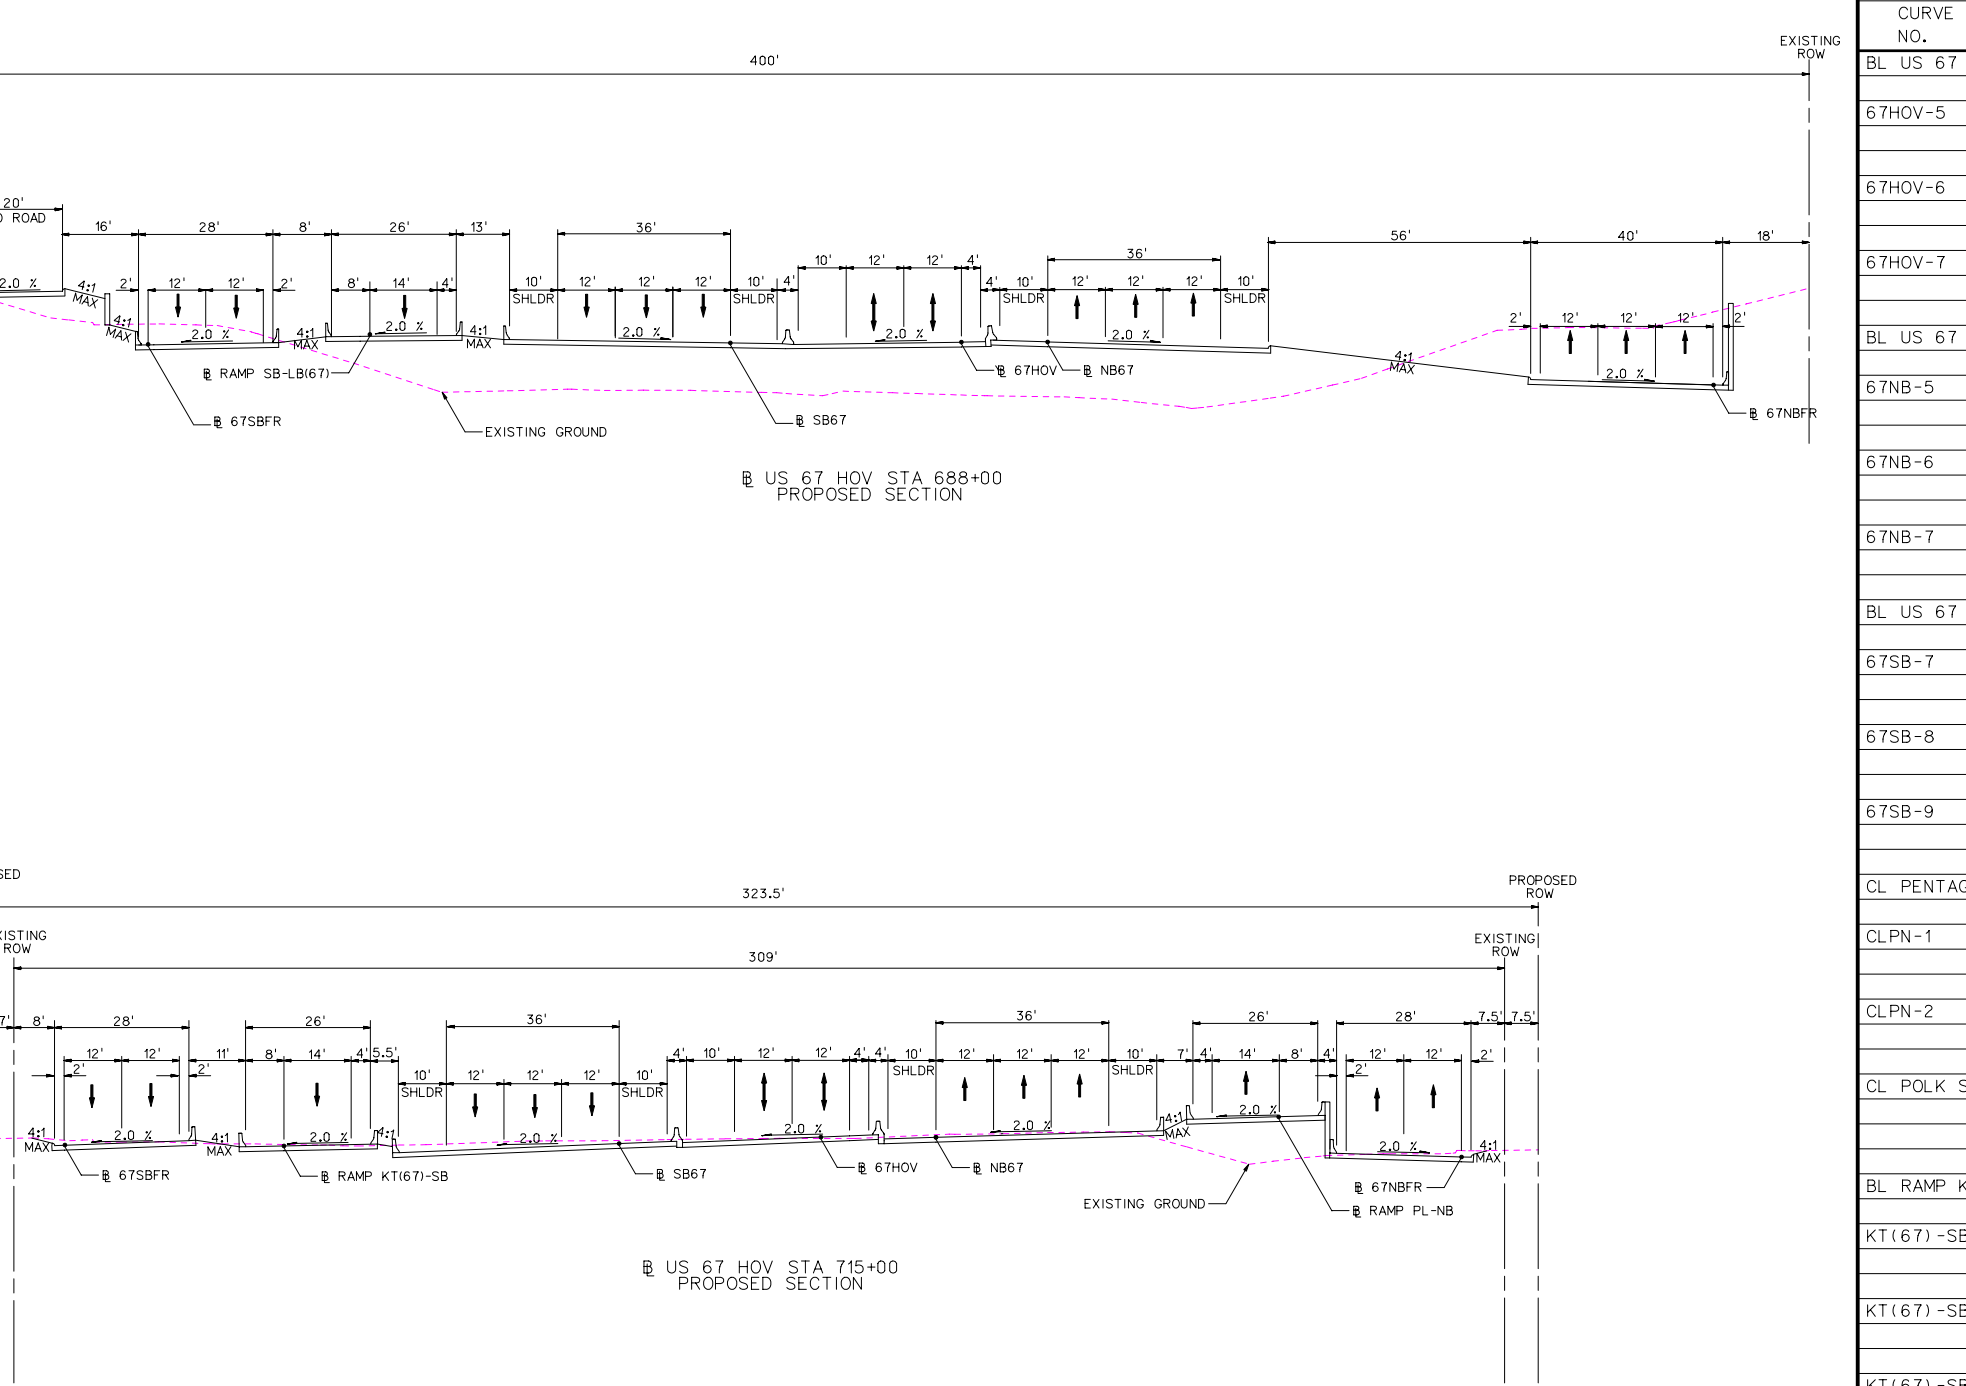 400'
EXISTING
ROW
20'
ROAD
16'
28'
8'
26'
13'
36'
10'
12'
12'
4'
36'
56'
40'
18'
2.0 %
4:1
MAX
2'
12'
12'
2'
8'
14'
4'
10'
SHLDR
12'
12'
12'
10'
SHLDR
4'
4'
10'
SHLDR
12'
12'
12'
10'
SHLDR
2'
12'
12'
12'
2'
4:1
MAX
2.0 %
4:1
MAX
2.0 %
4:1
MAX
2.0 %
2.0 %
2.0 %
4:1
MAX
2.0 %
℄ RAMP SB-LB(67)
℄ 67HOV
℄ NB67
℄ 67SBFR
EXISTING GROUND
℄ SB67
℄ 67NBFR
℄ US 67 HOV STA 688+00
PROPOSED SECTION
323.5'
PROPOSED
ROW
ROW
309'
EXISTING
ROW
7'
8'
28'
26'
36'
36'
26'
28'
7.5'
7.5'
12'
12'
11'
8'
14'
4'
5.5'
4'
10'
12'
12'
4'
4'
10'
SHLDR
12'
12'
12'
10'
SHLDR
7'
4'
14'
8'
4'
12'
12'
2'
2'
2'
10'
SHLDR
12'
12'
12'
10'
SHLDR
2'
4:1
MAX
2.0 %
4:1
MAX
2.0 %
4:1
2.0 %
2.0 %
2.0 %
4:1
MAX
2.0 %
2.0 %
4:1
MAX
℄ 67SBFR
℄ RAMP KT(67)-SB
℄ SB67
℄ 67HOV
℄ NB67
EXISTING GROUND
℄ 67NBFR
℄ RAMP PL-NB
℄ US 67 HOV STA 715+00
PROPOSED SECTION
CURVE
NO.
BL US 67
67HOV-5
67HOV-6
67HOV-7
BL US 67
67NB-5
67NB-6
67NB-7
BL US 67
67SB-7
67SB-8
67SB-9
CL PENTAG
CLPN-1
CLPN-2
CL POLK S
BL RAMP K
KT(67)-SB
KT(67)-SB
KT(67)-SB